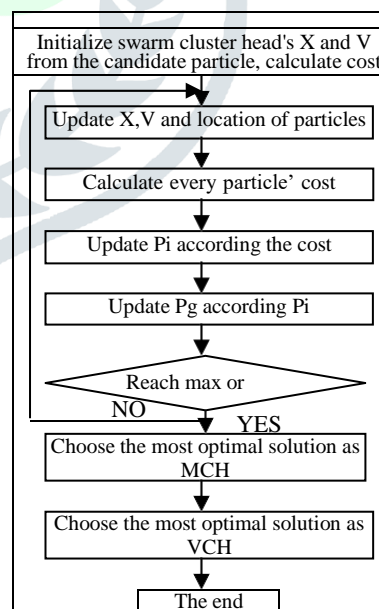 Initialize swarm cluster head's X and V
from the candidate particle, calculate cost
Update X,V and location of particles
Calculate every particle’ cost
Update Pi according the cost
Update Pg according Pi
Reach max or
NO
YES
Choose the most optimal solution as
MCH
Choose the most optimal solution as
VCH
The end